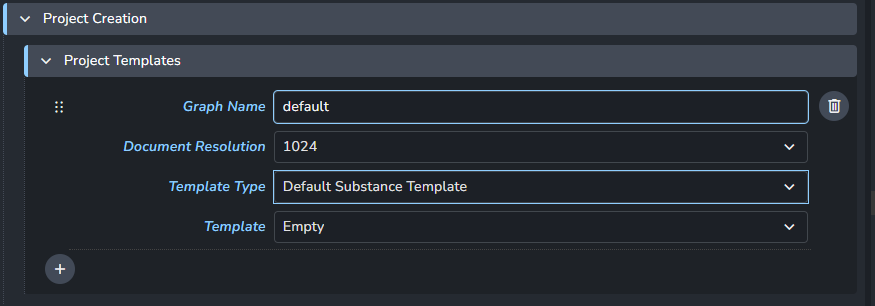 Project Creation
Project Templates
Graph Name default
Document Resolution 1024
Template Type Default Substance Template
Template Empty